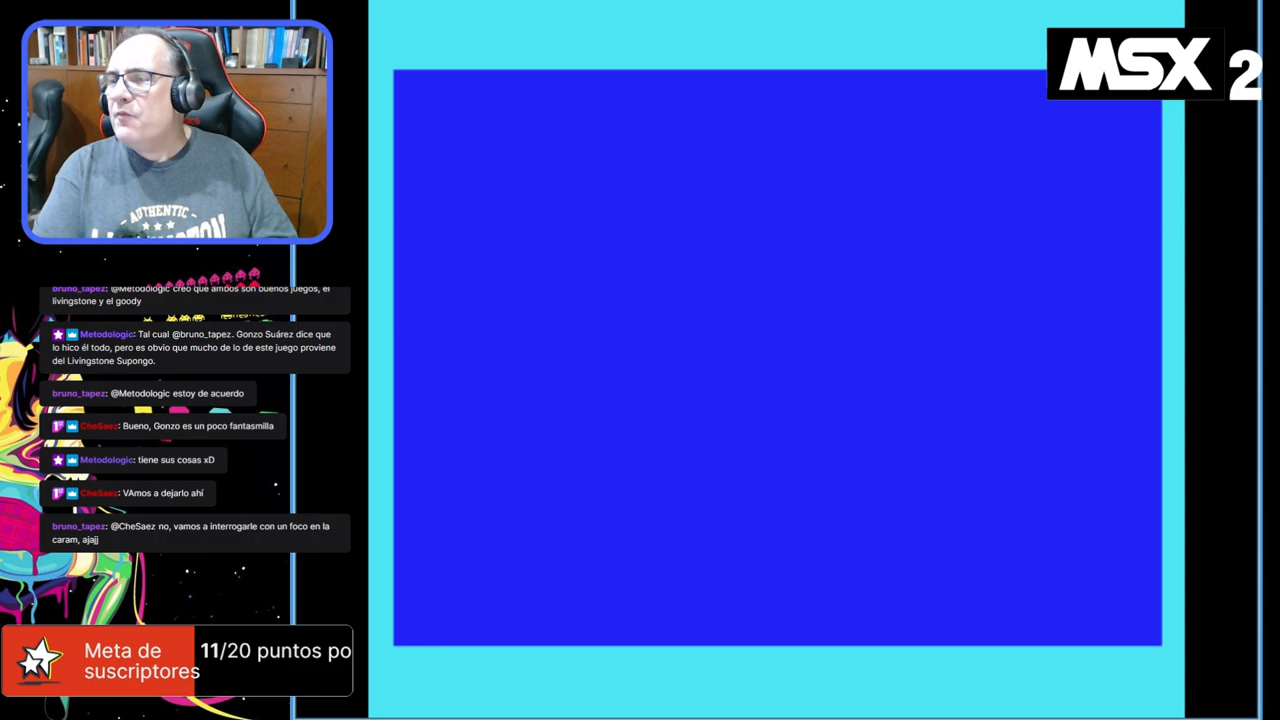 MSX 2
AUTHENTIC
bruno_tapez: @Metodologic creo que ambos son buenos juegos, el
livingstone y el goody
Metodologic: Tal cual @bruno_tapez. Gonzo Suárez dice que
lo hico él todo, pero es obvio que mucho de lo de este juego proviene
del Livingstone Supongo.
bruno_tapez: @Metodologic estoy de acuerdo
CheSaez: Bueno, Gonzo es un poco fantasmilla
Metodologic: tiene sus cosas xD
CheSaez: VAmos a dejarlo ahí
bruno_tapez: @CheSaez no, vamos a interrogarle con un foco en la
caram, ajajj
Meta de
suscriptores
11/20 puntos po